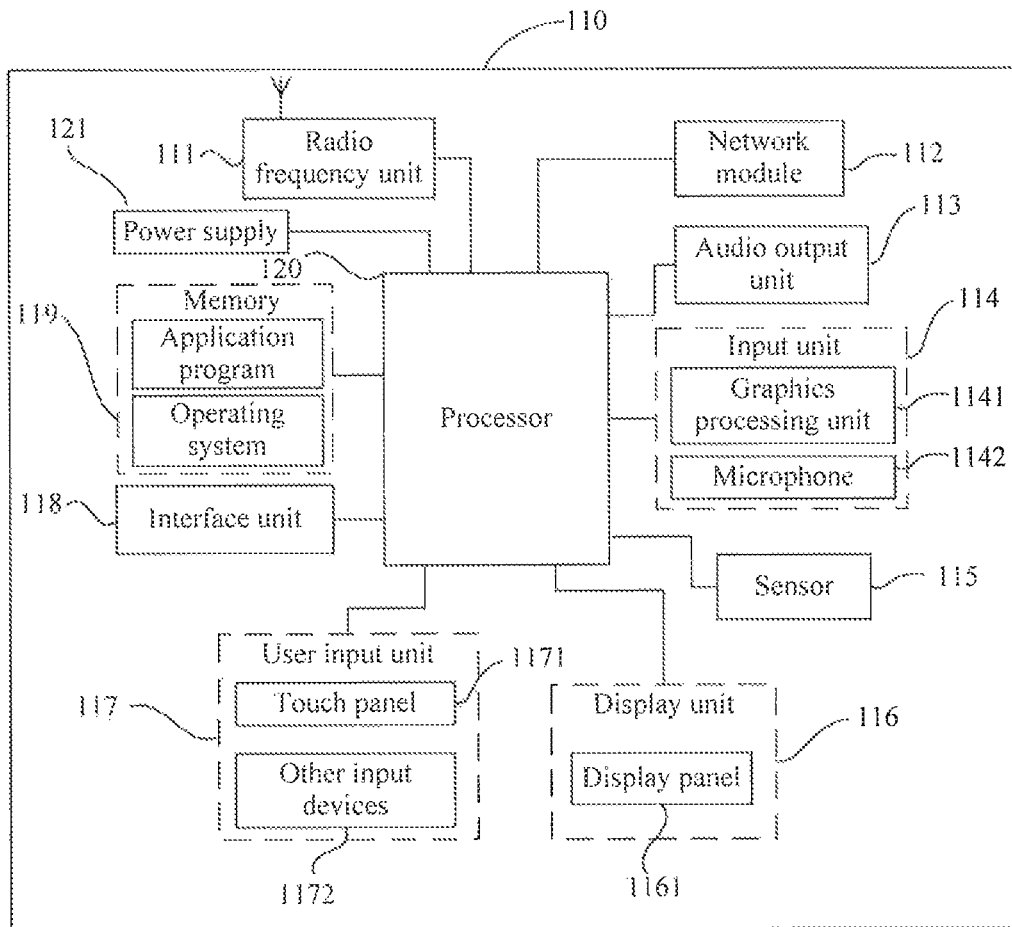 110
121
111
Radio
frequency unit
Network
module
112
Power supply
113
Audio output
unit
120
Memory
119
Application
program
Operating
system
Processor
114
Input unit
Graphics
processing unit
1141
Microphone
1142
118
Interface unit
Sensor
115
User input unit
1171
117
Touch panel
Other input
devices
1172
Display unit
116
Display panel
1161